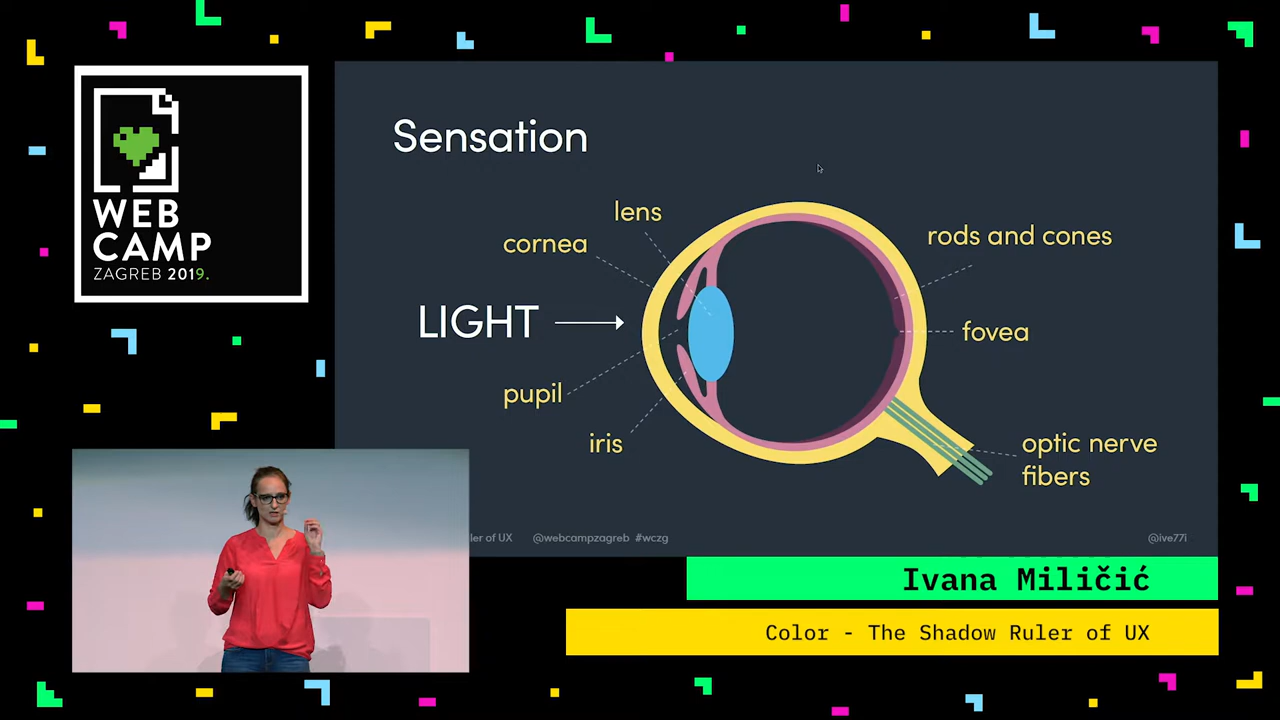 WEB
CAMP
ZAGREB 2019.
Sensation
lens
cornea
rods and cones
LIGHT
fovea
pupil
iris
optic nerve
fibers
ler of UX @webcampzagreb #wczg
@ive77i
Ivana Miličić
Color - The Shadow Ruler of UX